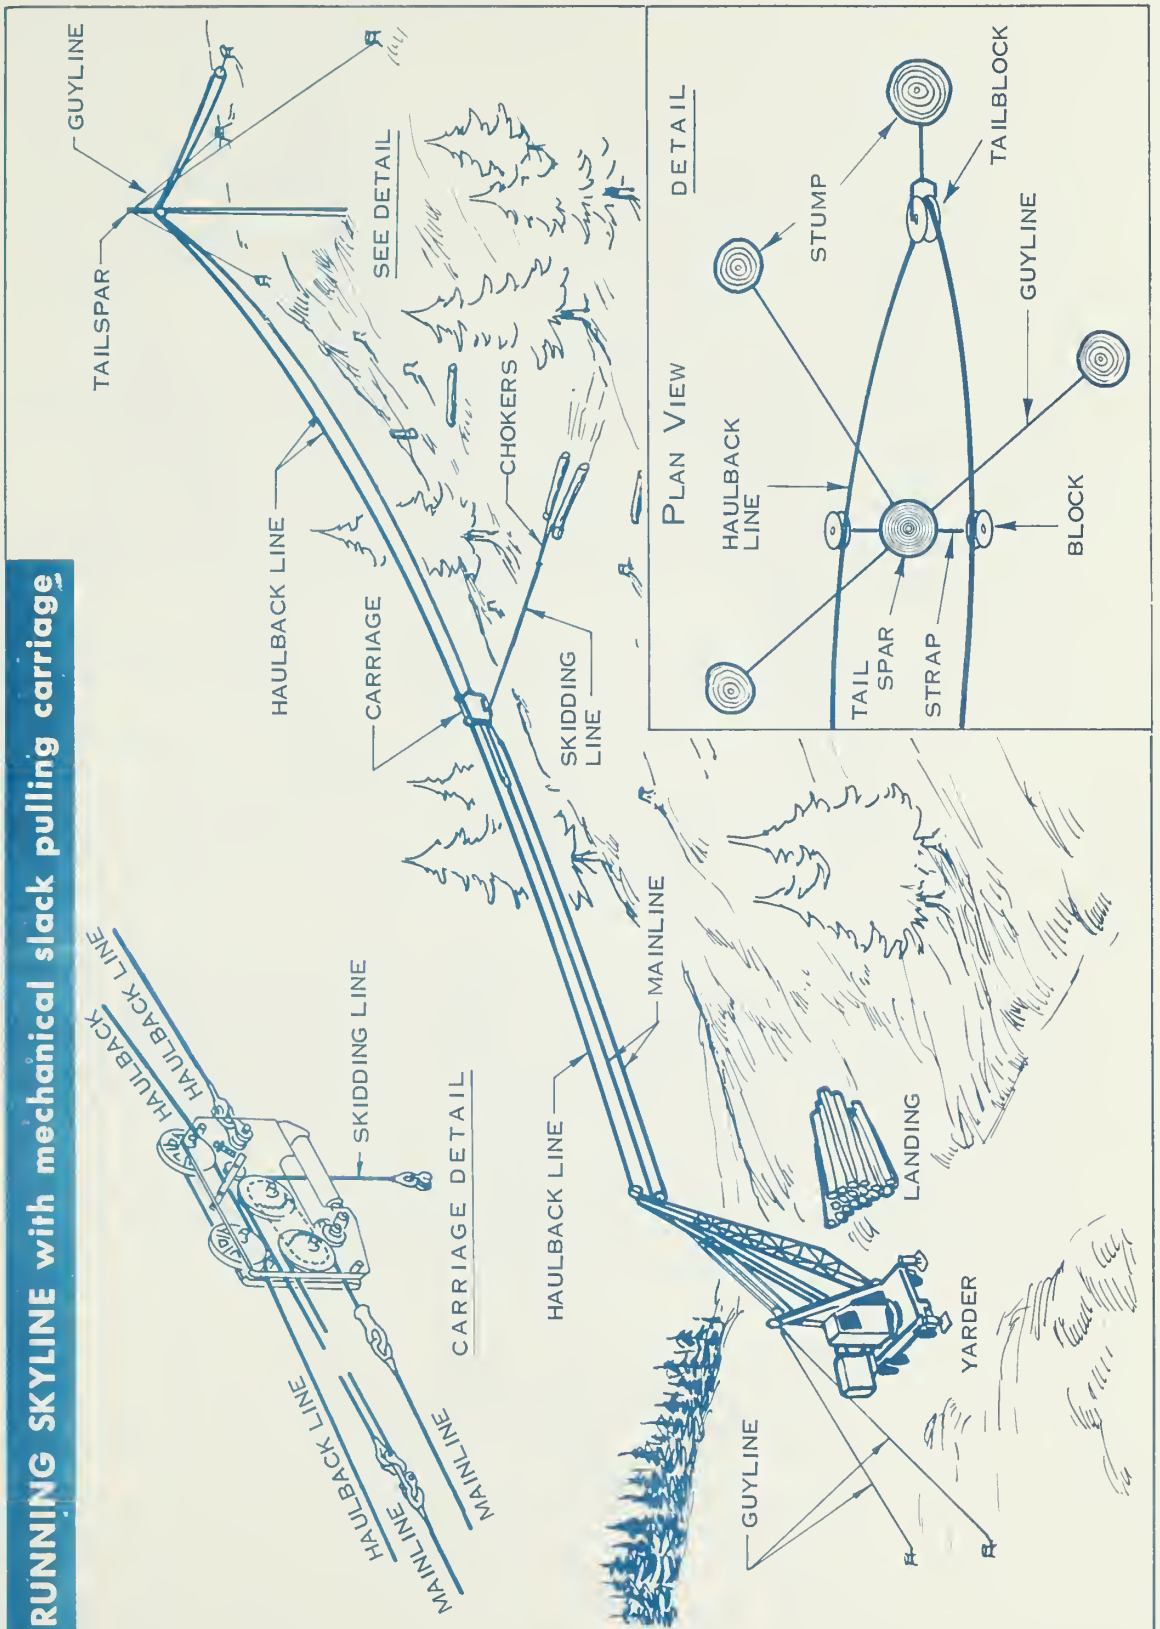 RUNNING SKYLINE with mechanical slack pulling carriage
HAULBACK
HAULBACK LINE
SKIDDING LINE
HAULBACK LINE
MAINLINE
MAINLINE
CARRIAGE DETAIL
GUYLINE
TAILSPAR
HAULBACK LINE
CARRIAGE
SEE DETAIL
CHOKERS
SKIDDING
LINE
HAULBACK LINE
MAINLINE
GUYLINE
YARDER
LANDING
PLAN VIEW
DETAIL
HAULBACK
LINE
STUMP
TAIL
SPAR
STRAP
GUYLINE
TAILBLOCK
BLOCK